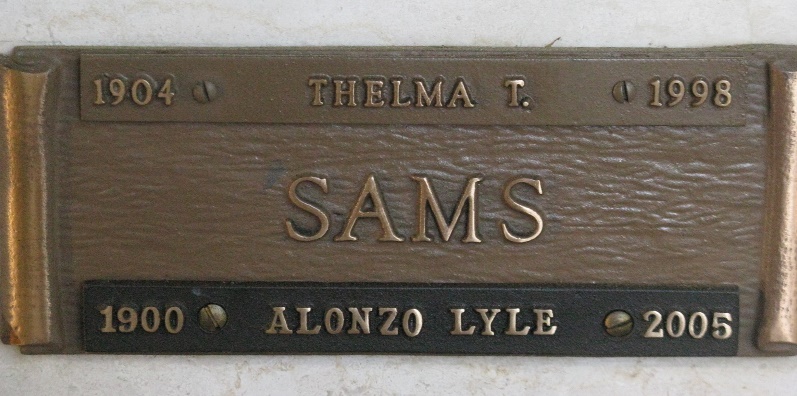 1904 THELMA T. 1998
SAMS
1900 ALONZO LYLE 2005